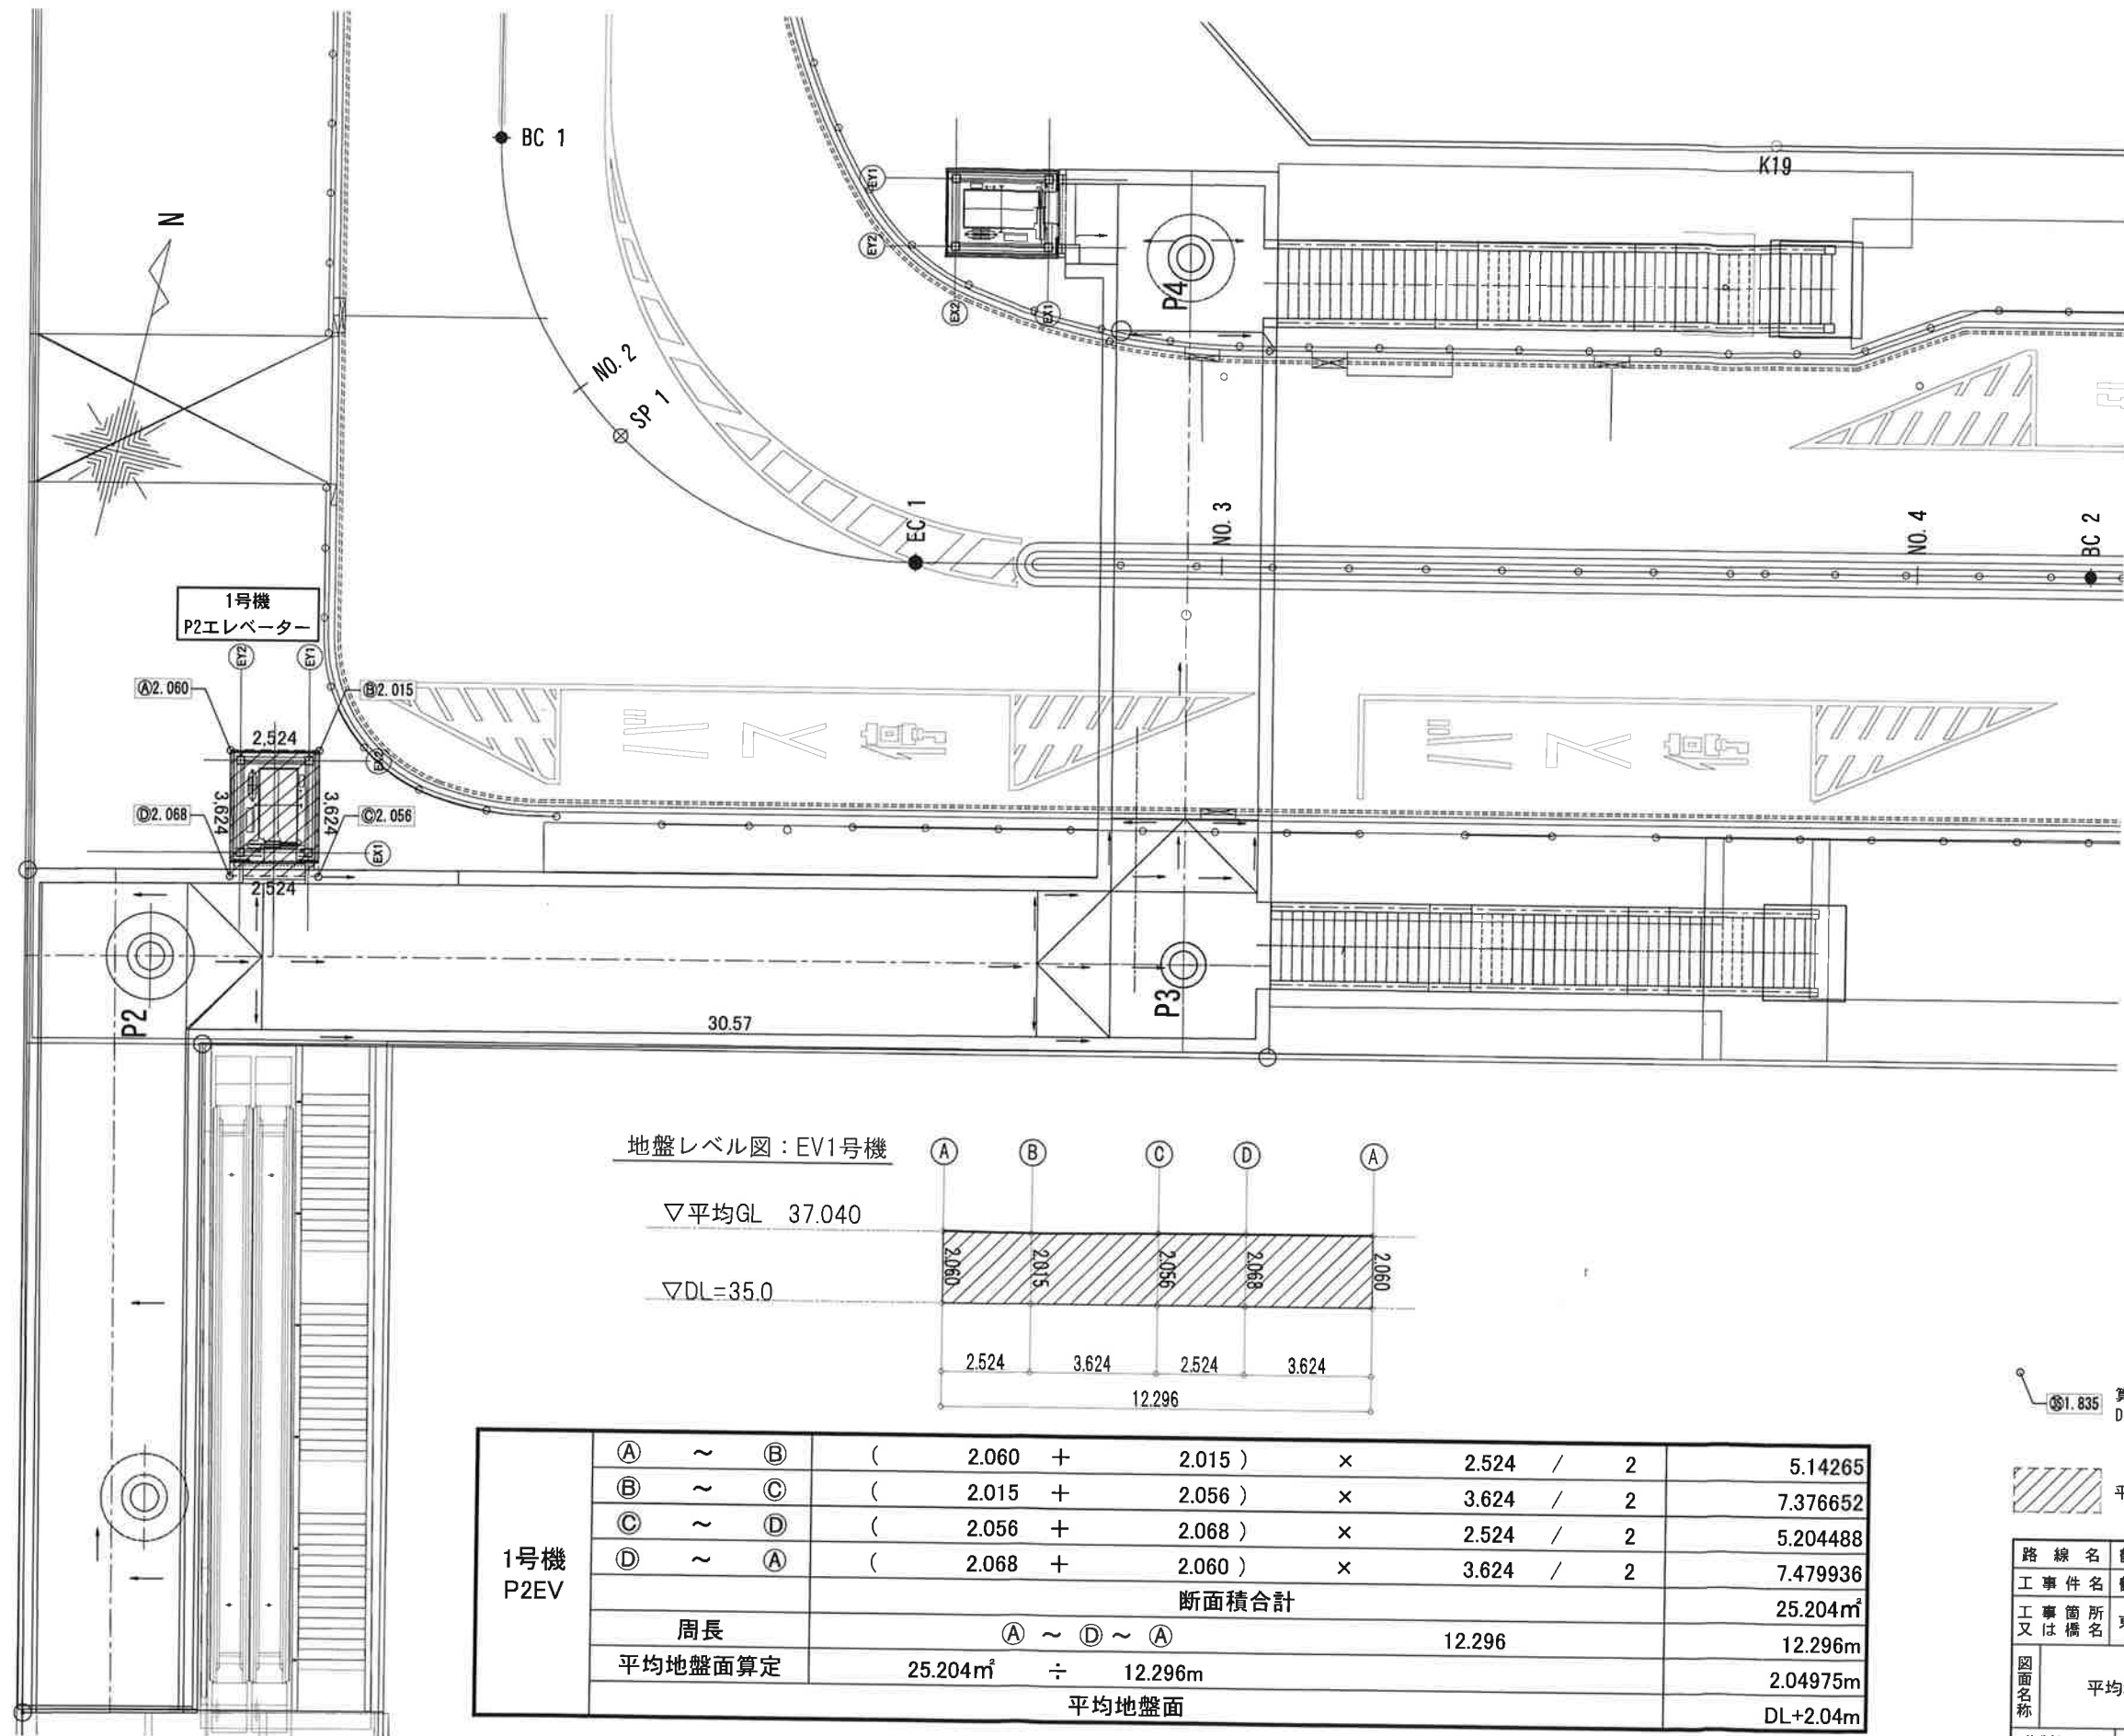 BC 1
K19
N
EY1
EY2
EX2
EX1
P4
NO. 2
SP 1
EC 1
NO. 3
NO. 4
BC 2
1号機
P2エレベーター
EY2
EY1
Ⓐ2.060
Ⓑ2.015
2,524
バス
バス
3,624
3,624
Ⓓ2.068
Ⓒ2.056
EX1
2,524
P2
P3
30.57
地盤レベル図：EV1号機
Ⓐ Ⓑ Ⓒ Ⓓ Ⓐ
▽平均GL 37.040
2.060 2.015 2.056 2.068 2.060
▽DL=35.0
2.524 3.624 2.524 3.624
12.296
1.835
D
1号機
P2EV
Ⓐ ～ Ⓑ ( 2.060 + 2.015 ) × 2.524 / 2 5.14265
Ⓑ ～ Ⓒ ( 2.015 + 2.056 ) × 3.624 / 2 7.376652
Ⓒ ～ Ⓓ ( 2.056 + 2.068 ) × 2.524 / 2 5.204488
Ⓓ ～ Ⓐ ( 2.068 + 2.060 ) × 3.624 / 2 7.479936
断面積合計 25.204㎡
周長 Ⓐ ～ Ⓓ ～ Ⓐ 12.296 12.296m
平均地盤面算定 25.204㎡ ÷ 12.296m 2.04975m
平均地盤面 DL+2.04m
路線名
工事件名
工事箇所
又は橋名
図面名称
平均